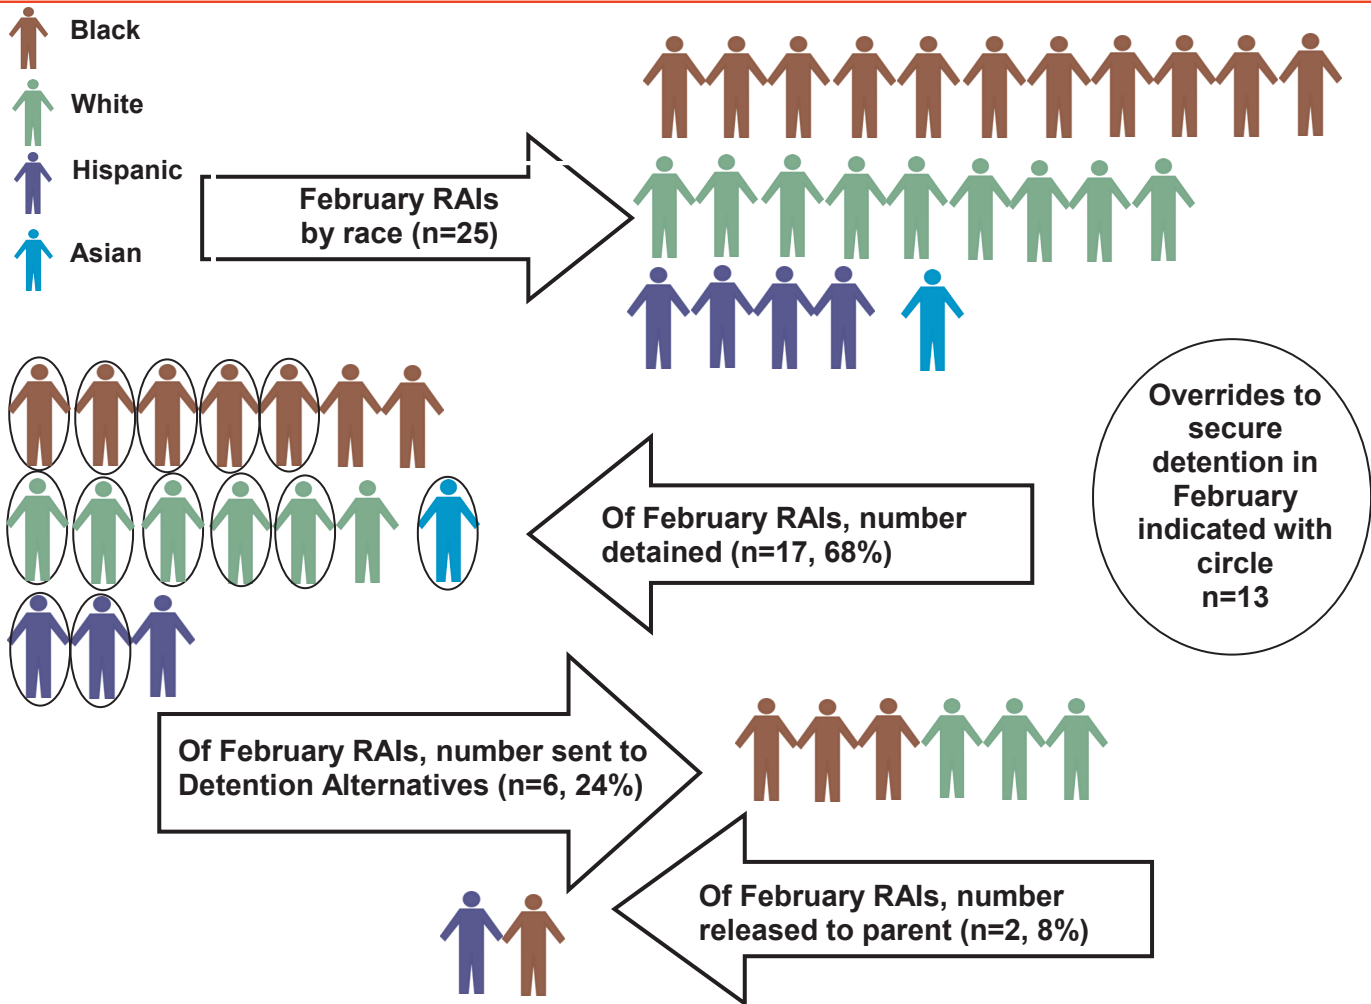 Black
White
Hispanic
Asian
February RAIs
by race (n=25)
Overrides to
secure
detention in
February
indicated with
circle
n=13
Of February RAIs, number
detained (n=17, 68%)
Of February RAIs, number sent to
Detention Alternatives (n=6, 24%)
Of February RAIs, number
released to parent (n=2, 8%)